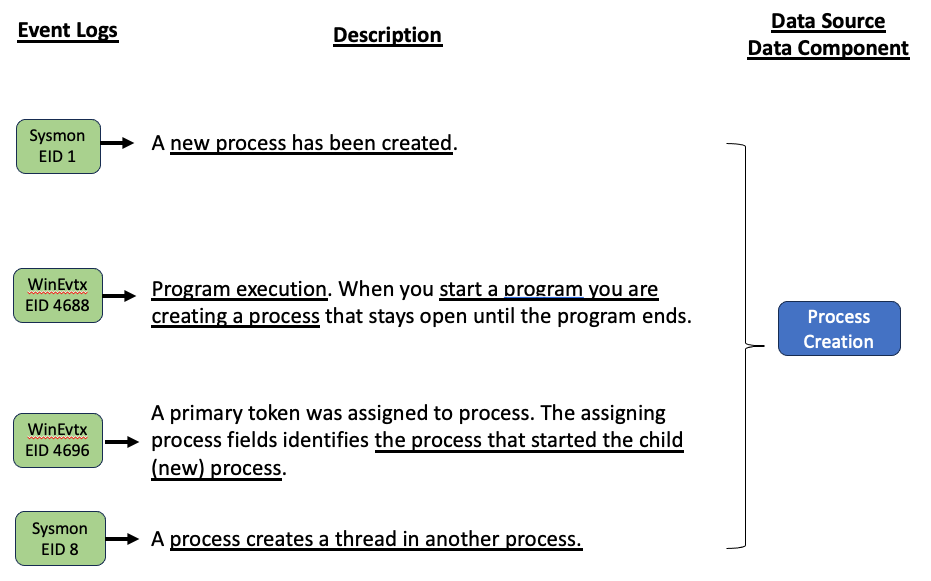 Event Logs
Description
Data Source
Data Component
Sysmon
EID 1
A new process has been created.
WinEvtx
EID 4688
Program execution. When you start a program you are
creating a process that stays open until the program ends.
Process
Creation
WinEvtx
EID 4696
A primary token was assigned to process. The assigning
process fields identifies the process that started the child
(new) process.
Sysmon
EID 8
A process creates a thread in another process.